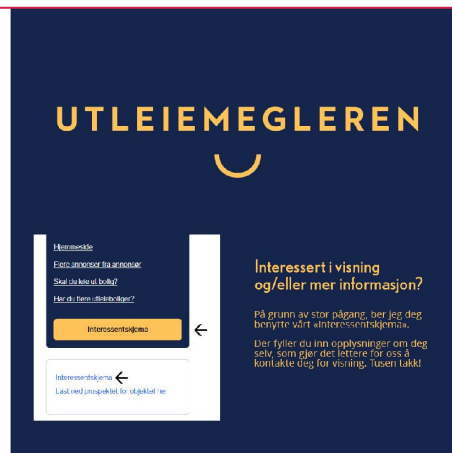 UTLEIEMEGLEREN
Hjemmeside
Flere annonser fra annonsør
Skal du leie ut bolig?
Har du flere utleieboliger?
Interessentskjema
Interessentskjema
Last ned prospektet for objektet her
Interessert i visning
og/eller mer informasjon?
På grunn av stor pågang, ber jeg deg
benytte vårt «Interessentskjema».
Der fyller du inn opplysninger om deg
selv, som gjør det lettere for oss å
kontakte deg for visning. Tusen takk!